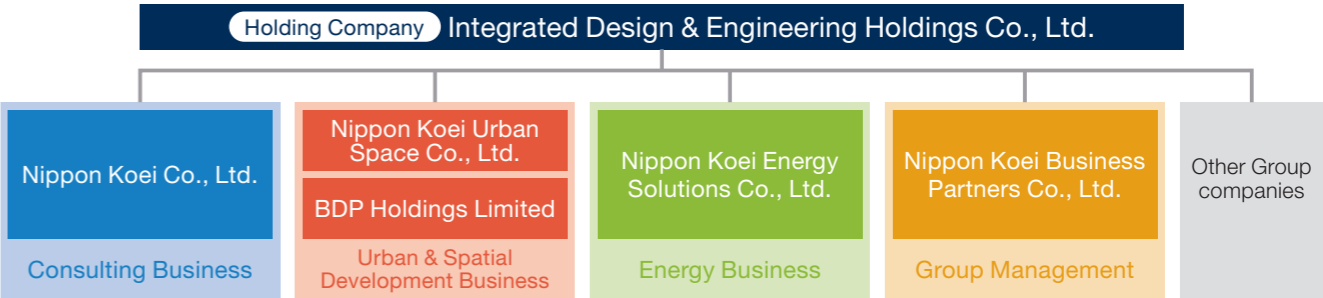 Holding Company Integrated Design & Engineering Holdings Co., Ltd.
Nippon Koei Co., Ltd.
Consulting Business
Nippon Koei Urban
Space Co., Ltd.
BDP Holdings Limited
Urban & Spatial
Development Business
Nippon Koei Energy
Solutions Co., Ltd.
Energy Business
Nippon Koei Business
Partners Co., Ltd.
Group Management
Other Group
companies